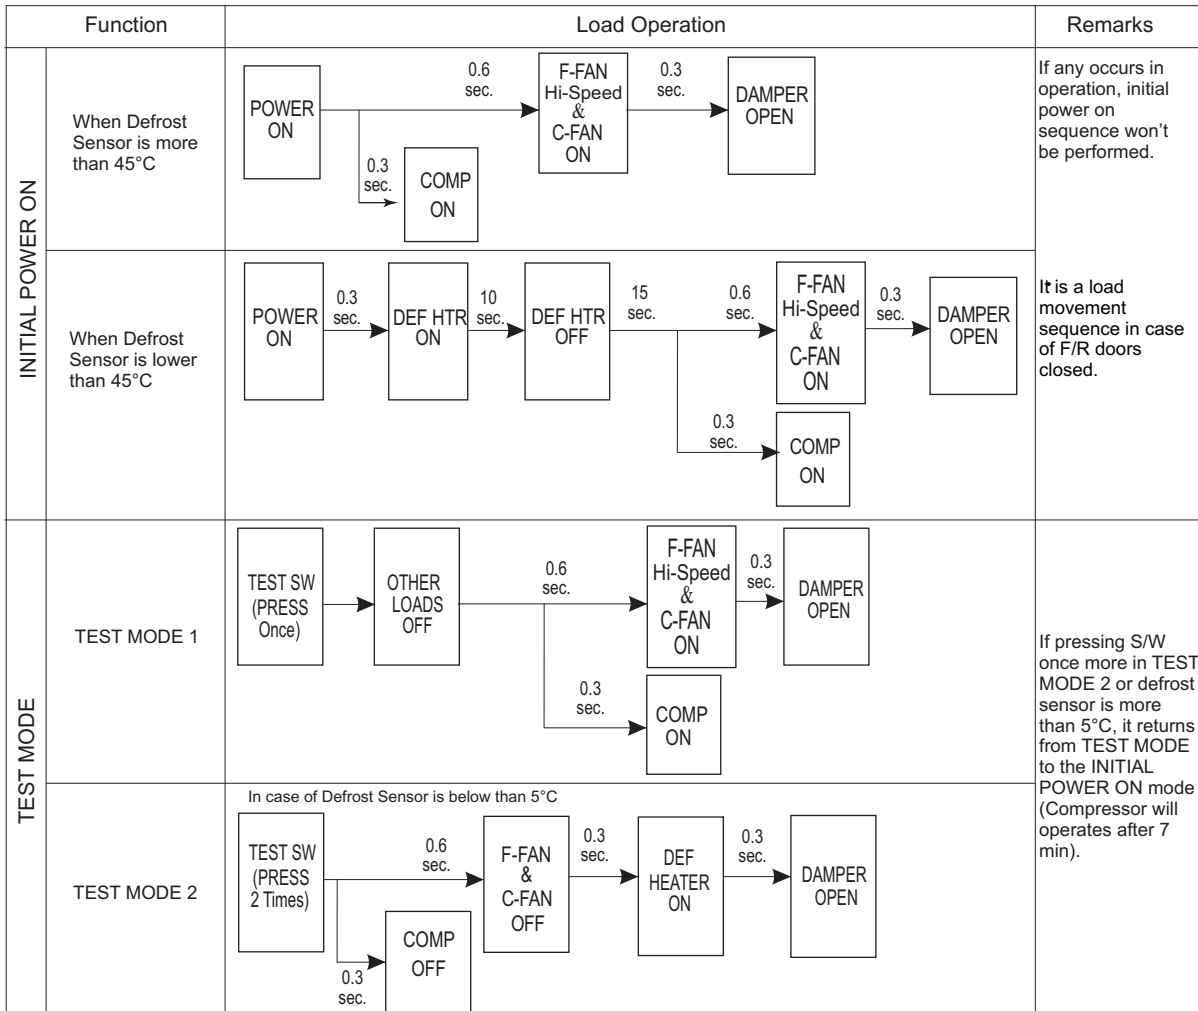 Function
Load Operation
Remarks
INITIAL POWER ON
When Defrost
Sensor is more
than 45°C
POWER
ON
0.6
sec.
0.3
sec.
COMP
ON
F-FAN
Hi-Speed
&
C-FAN
ON
0.3
sec.
DAMPER
OPEN
If any occurs in
operation, initial
power on
sequence won’t
be performed.
When Defrost
Sensor is lower
than 45°C
POWER
ON
0.3
sec.
DEF HTR
ON
10
sec.
DEF HTR
OFF
15
sec.
0.6
sec.
F-FAN
Hi-Speed
&
C-FAN
ON
0.3
sec.
DAMPER
OPEN
0.3
sec.
COMP
ON
It is a load
movement
sequence in case
of F/R doors
closed.
TEST MODE
TEST MODE 1
TEST SW
(PRESS
Once)
OTHER
LOADS
OFF
0.6
sec.
F-FAN
Hi-Speed
&
C-FAN
ON
0.3
sec.
DAMPER
OPEN
0.3
sec.
COMP
ON
If pressing S/W
once more in TEST
MODE 2 or defrost
sensor is more
than 5°C, it returns
from TEST MODE
to the INITIAL
POWER ON mode
(Compressor will
operates after 7
min).
TEST MODE 2
In case of Defrost Sensor is below than 5°C
TEST SW
(PRESS
2 Times)
0.6
sec.
F-FAN
&
C-FAN
OFF
0.3
sec.
DEF
HEATER
ON
0.3
sec.
DAMPER
OPEN
0.3
sec.
COMP
OFF